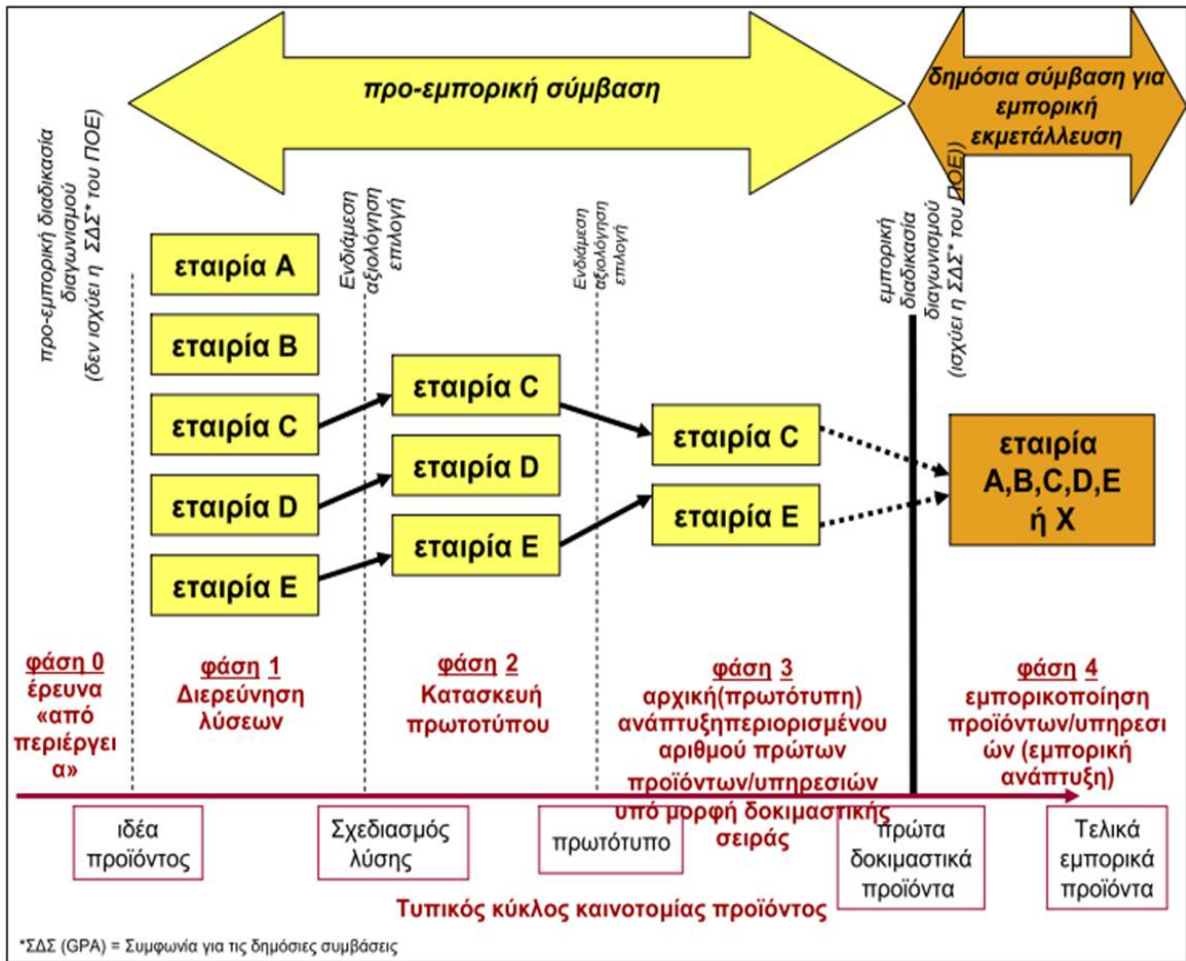 προ-εμπορική σύμβαση
δημόσια σύμβαση για
εμπορική
εκμετάλλευση
προ-εμπορική διαδικασία
διαγωνισμού
(δεν ισχύει η ΣΔΣ* του ΠΟΕ)
Ενδιάμεση
αξιολόγηση
επιλογή
Ενδιάμεση
αξιολόγηση
επιλογή
εμπορική
διαδικασία
διαγωνισμού
(ισχύει η ΣΔΣ* του ΠΟΕ))
εταιρία A
εταιρία B
εταιρία C
εταιρία D
εταιρία E
εταιρία C
εταιρία D
εταιρία E
εταιρία C
εταιρία E
εταιρία
A,B,C,D,E
ή X
φάση 0
έρευνα
«από
περιέργει
α»
φάση 1
Διερεύνηση
λύσεων
φάση 2
Κατασκευή
πρωτοτύπου
φάση 3
αρχική(πρωτότυπη)
ανάπτυξηπεριορισμένου
αριθμού πρώτων
προϊόντων/υπηρεσιών
υπό μορφή δοκιμαστικής
σειράς
φάση 4
εμπορικοποίηση
προϊόντων/υπηρεσι
ών (εμπορική
ανάπτυξη)
ιδέα
προϊόντος
Σχεδιασμός
λύσης
πρωτότυπο
πρώτα
δοκιμαστικά
προϊόντα
Τελικά
εμπορικά
προϊόντα
Τυπικός κύκλος καινοτομίας προϊόντος
*ΣΔΣ (GPA) = Συμφωνία για τις δημόσιες συμβάσεις